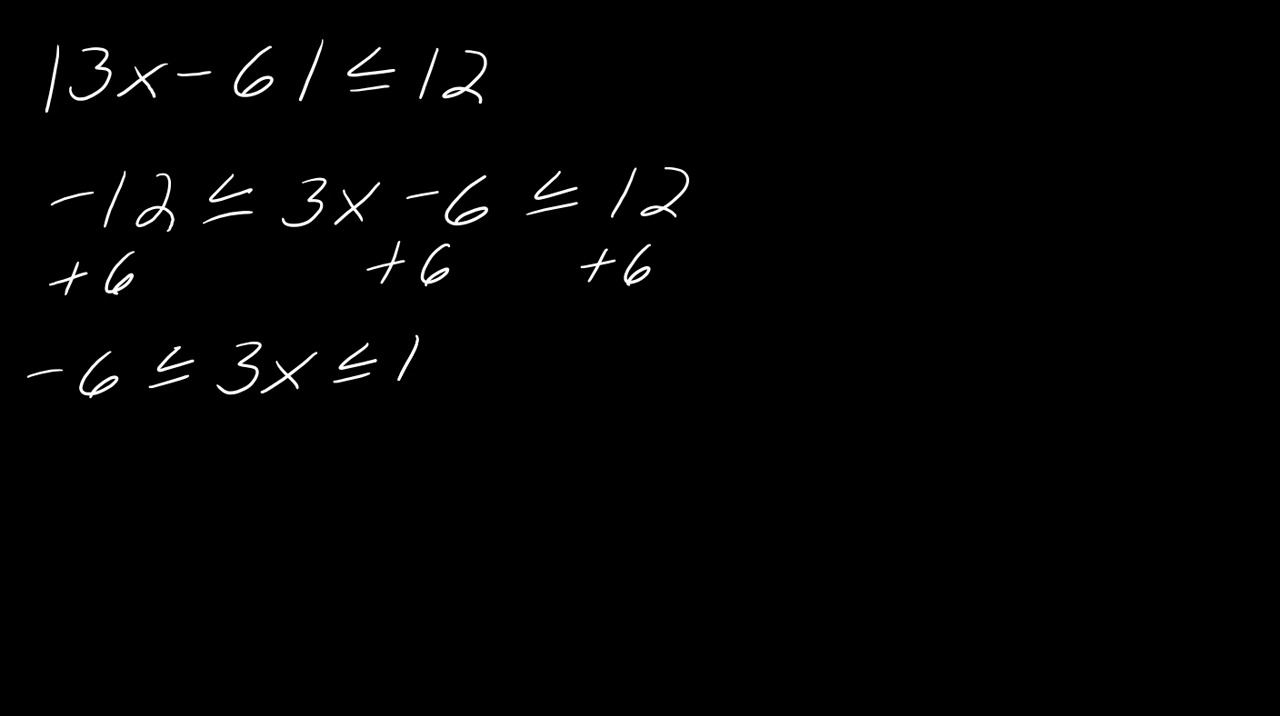 |3x - 6| ≤ 12
-12 ≤ 3x - 6 ≤ 12
+6 +6 +6
-6 ≤ 3x ≤ 1